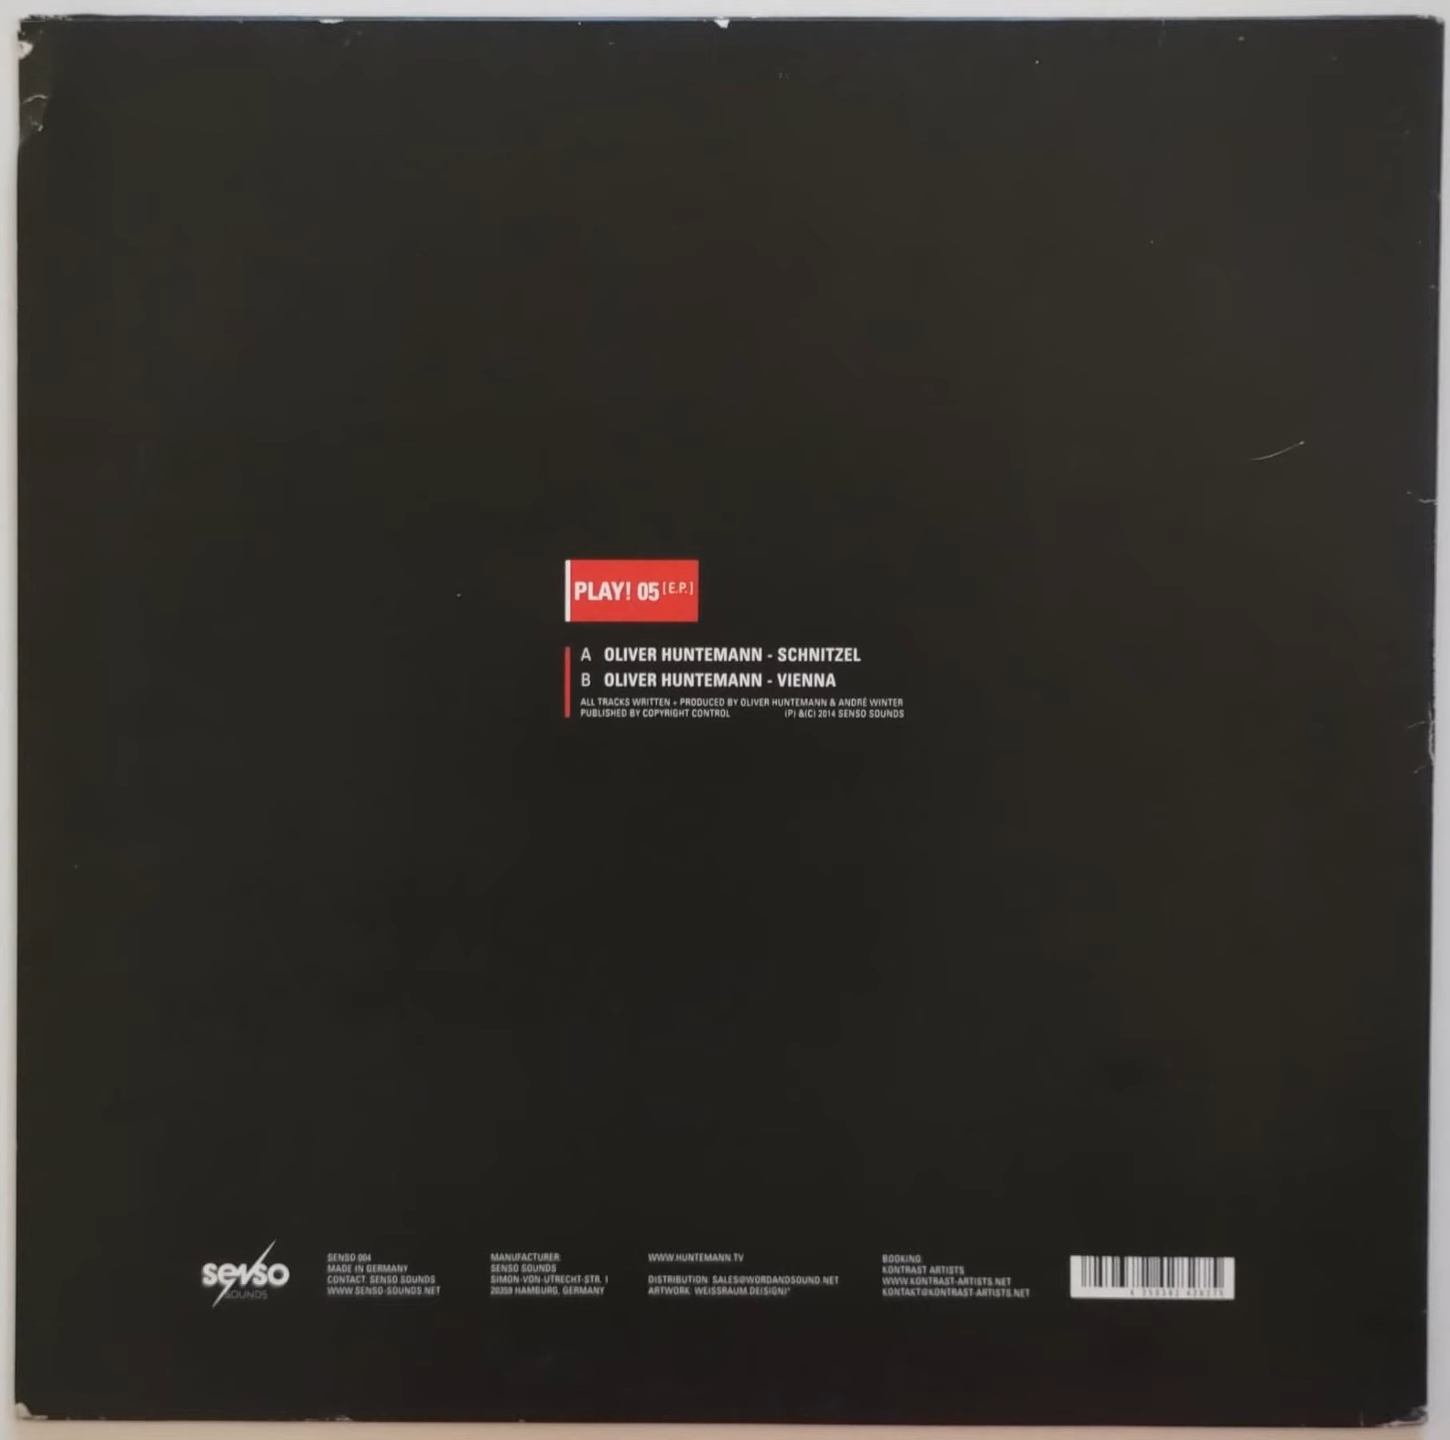 PLAY! 05 [E.P.]
A OLIVER HUNTEMANN - SCHNITZEL
B OLIVER HUNTEMANN - VIENNA
ALL TRACKS WRITTEN + PRODUCED BY OLIVER HUNTEMANN & ANDRÉ WINTER
PUBLISHED BY COPYRIGHT CONTROL (P) &(C) 2014 SENSO SOUNDS
senso
SOUNDS
SENSO 004
MADE IN GERMANY
CONTACT: SENSO SOUNDS
WWW.SENSO-SOUNDS.NET
MANUFACTURER:
SENSO SOUNDS
SIMON-VON-UTRECHT-STR. 1
20359 HAMBURG, GERMANY
WWW.HUNTEMANN.TV
DISTRIBUTION: SALES@WORDANDSOUND.NET
ARTWORK: WEISSRAUM.DE(SIGN)°
BOOKING:
KONTRAST ARTISTS
WWW.KONTRAST-ARTISTS.NET
KONTAKT@KONTRAST-ARTISTS.NET